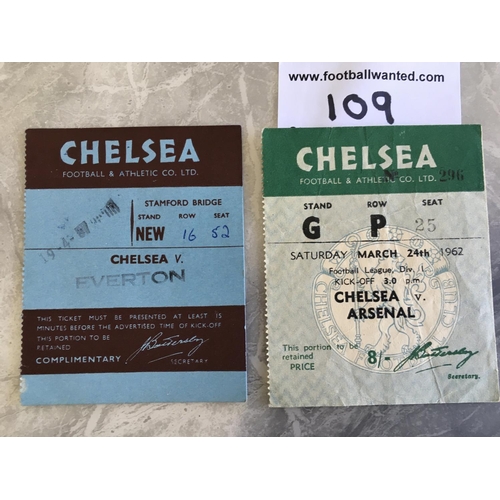 www.footballwanted.com
109
CHELSEA
FOOTBALL & ATHLETIC CO. LTD.
STAMFORD BRIDGE
STAND ROW SEAT
NEW 16 52
CHELSEA V.
EVERTON
THIS TICKET MUST BE PRESENTED AT LEAST 15
MINUTES BEFORE THE ADVERTISED TIME OF KICK-OFF
THIS PORTION TO BE
RETAINED
COMPLIMENTARY
SECRETARY
CHELSEA
FOOTBALL & ATHLETIC CO. LTD. 296
STAND ROW SEAT
G P 25
SATURDAY MARCH 24th 1962
Football League, Div. I.
KICK-OFF 3.0 p.m.
CHELSEA v.
ARSENAL
This portion to be
retained
PRICE 8/-
Secretary.